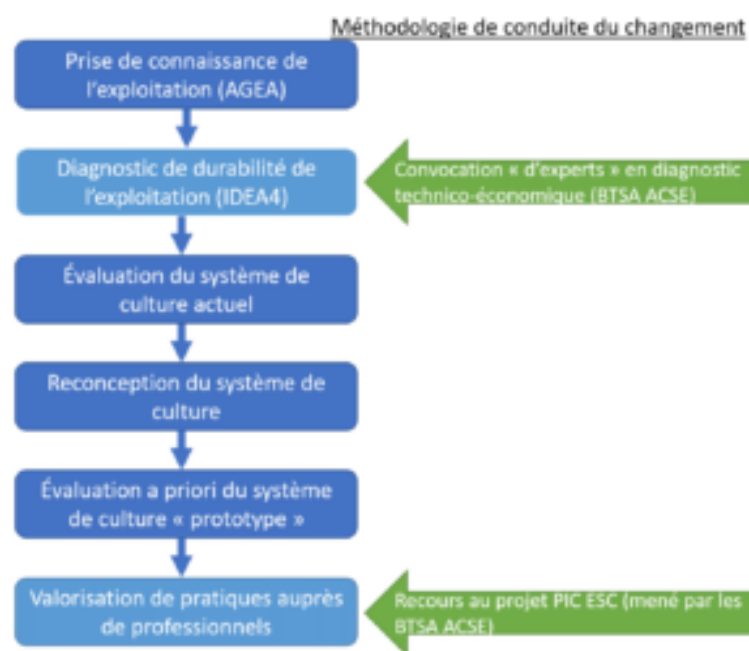 Méthodologie de conduite du changement
Prise de connaissance de
l'exploitation (AGEA)
Diagnostic de durabilité de
l'exploitation (IDEA4)
Convocation « d'experts » en diagnostic
technico-économique (BTSA ACSE)
Évaluation du système de
culture actuel
Reconception du système de
culture
Évaluation a priori du système
de culture « prototype »
Valorisation de pratiques auprès
de professionnels
Recours au projet PIC ESC (mené par les
BTSA ACSE)